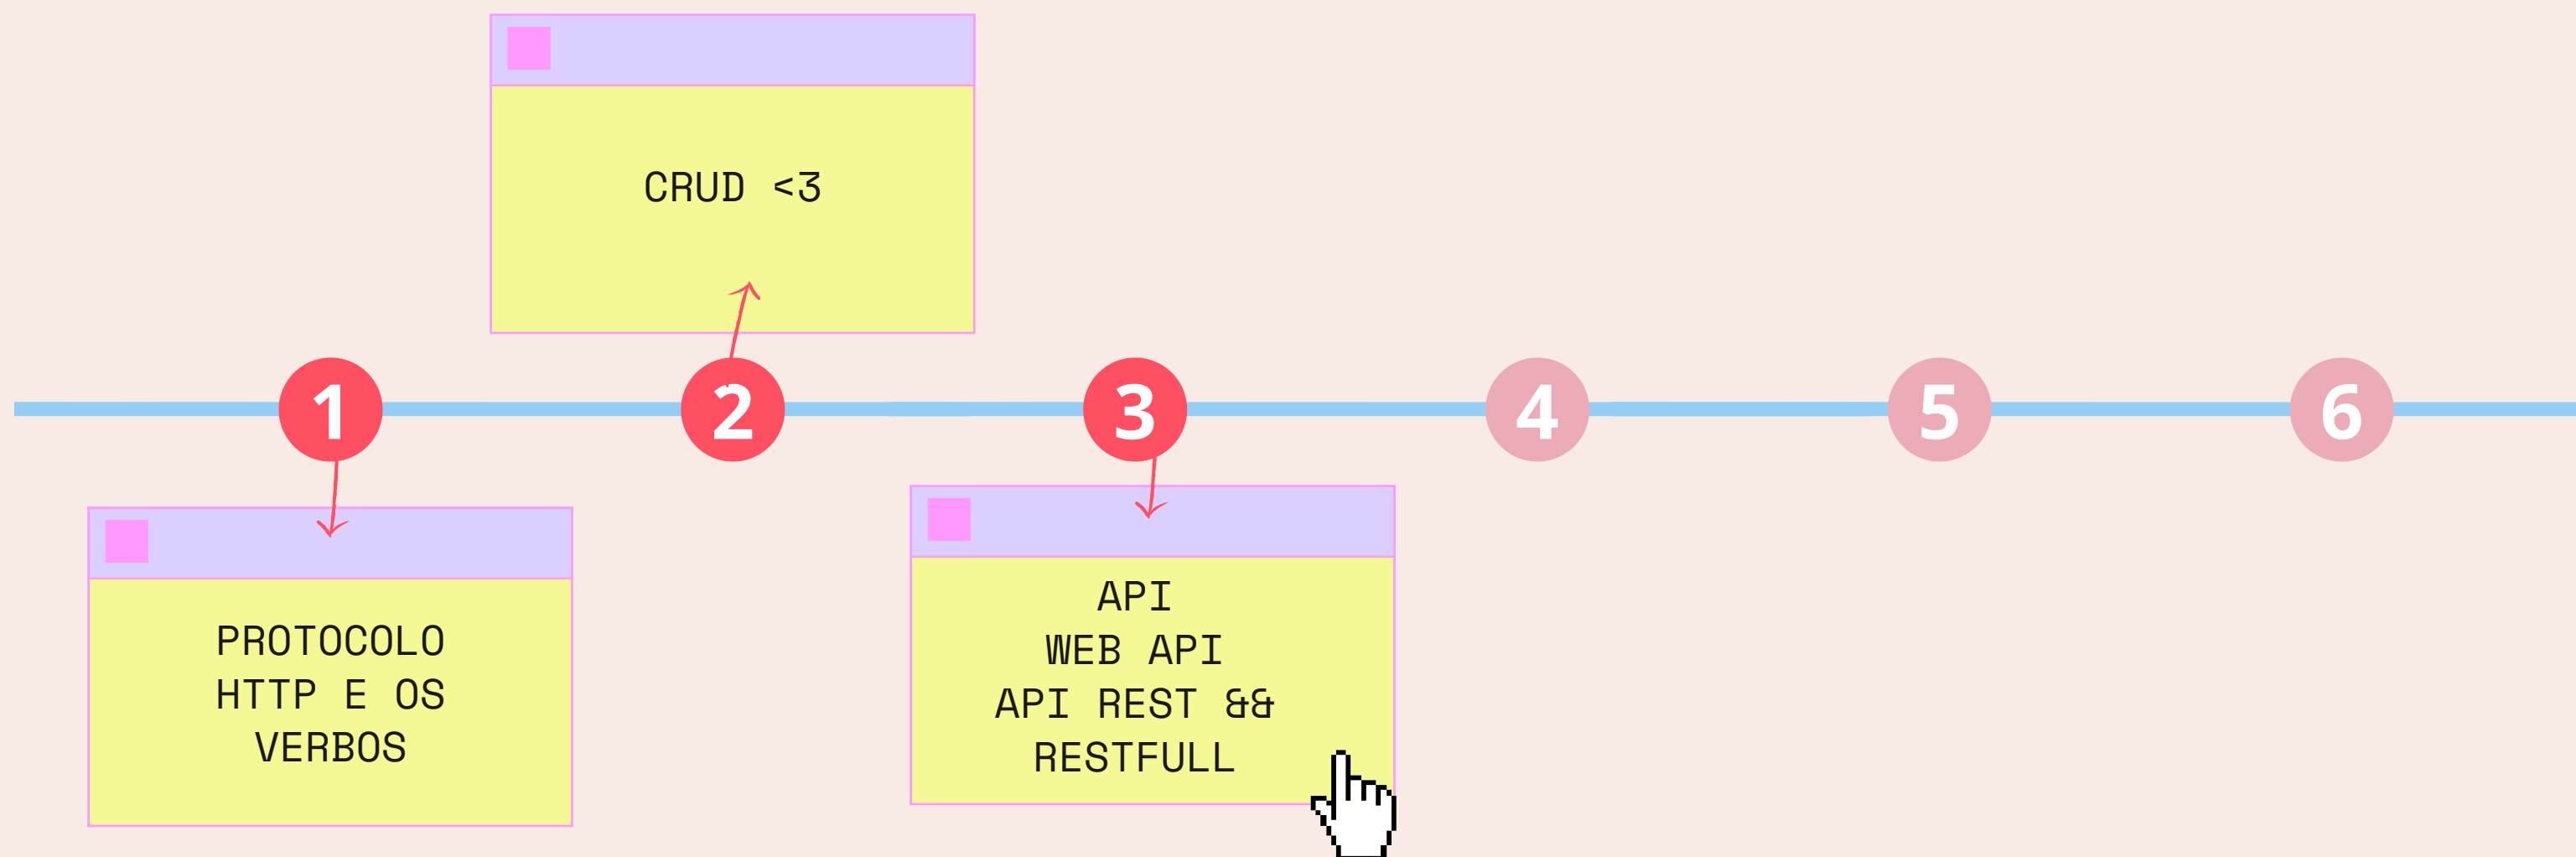 CRUD <3
1
2
3
4
5
6
PROTOCOLO
HTTP E OS
VERBOS
API
WEB API
API REST &&
RESTFULL